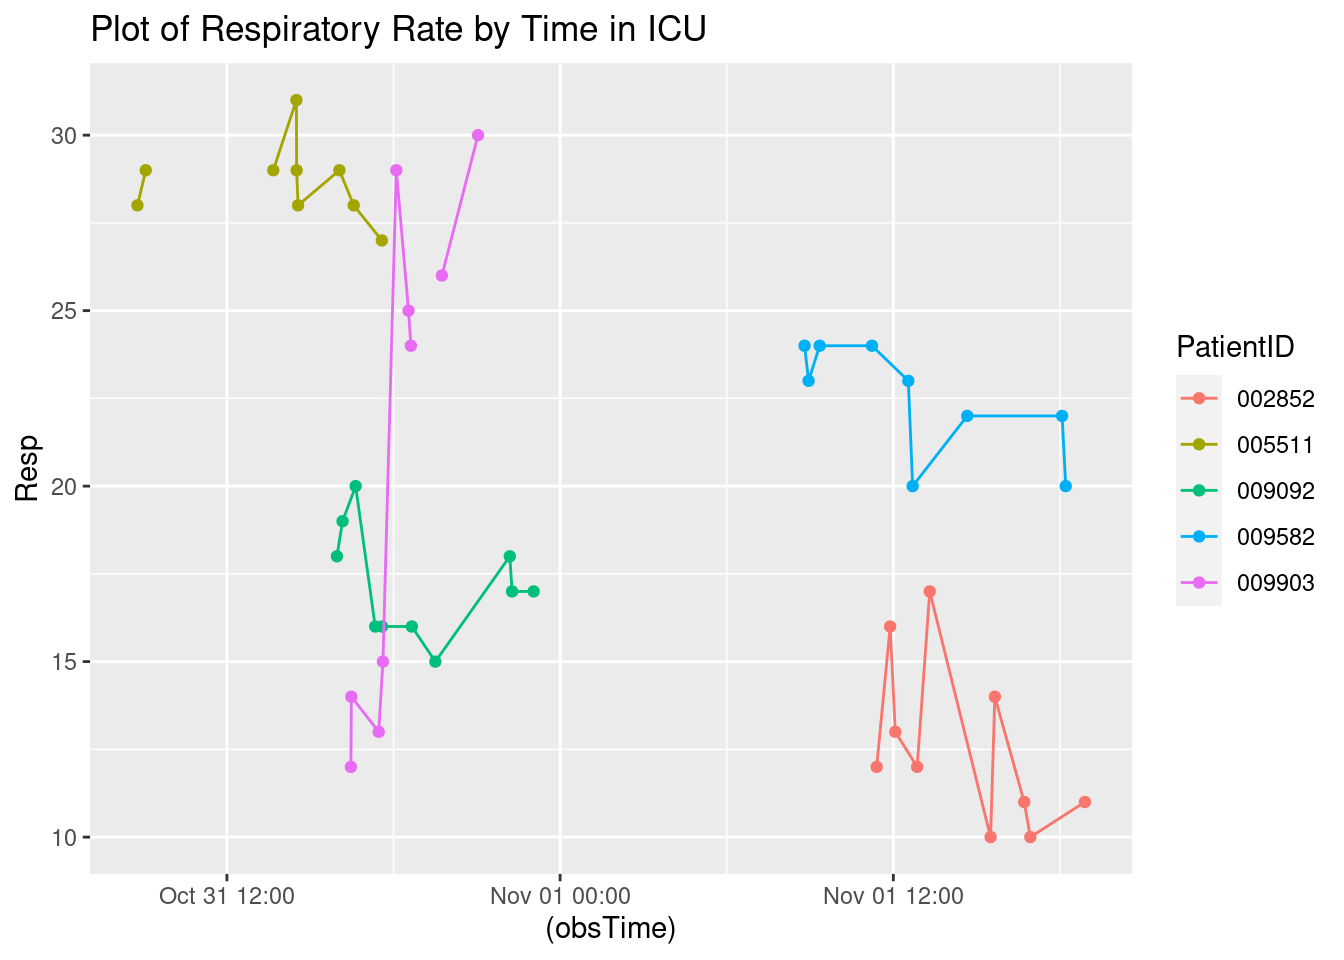 Plot of Respiratory Rate by Time in ICU
30
25
20
15
10
Resp
Oct 31 12:00
Nov 01 00:00
Nov 01 12:00
(obsTime)
PatientID
002852
005511
009092
009582
009903